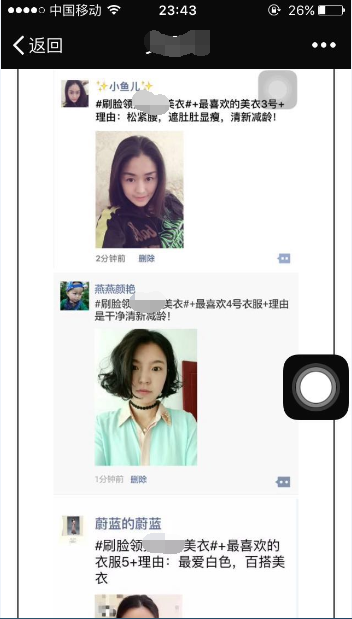 中国移动 23:43 26%
返回
✨小鱼儿✨
#刷脸领 美衣#+最喜欢的美衣3号+
理由：松紧腰，遮肚肚显瘦，清新减龄！
2分钟前 删除
燕燕颜艳
#刷脸领 美衣#+最喜欢4号衣服+理由
是干净清新减龄！
1分钟前 删除
蔚蓝的蔚蓝
#刷脸领 美衣#+最喜欢的
衣服5+理由：最爱白色，百搭美
衣